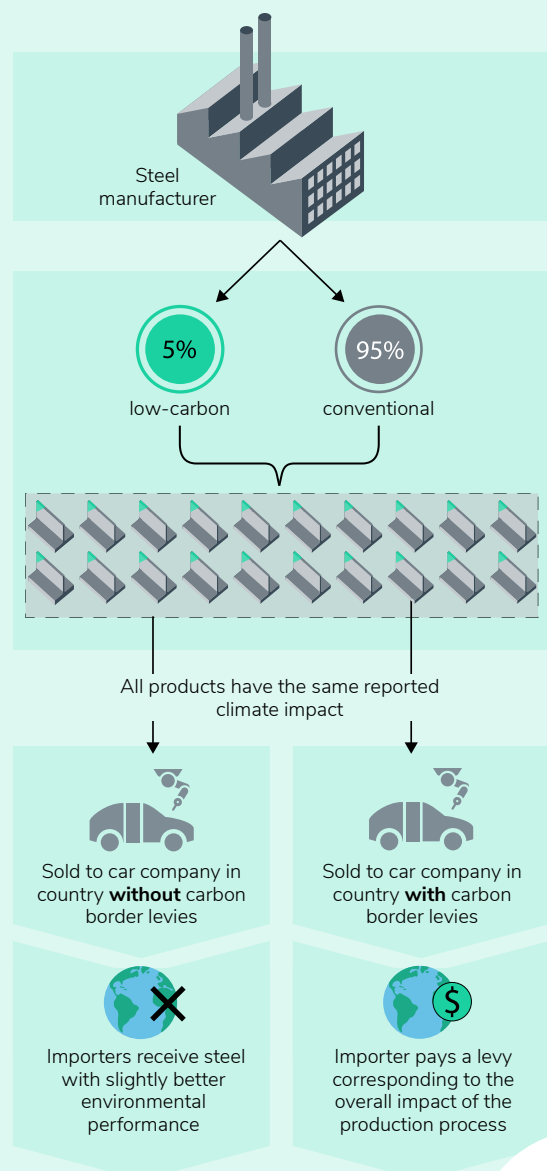 Steel
manufacturer
5%
95%
low-carbon
conventional
All products have the same reported
climate impact
Sold to car company in
country without carbon
border levies
Sold to car company in
country with carbon
border levies
$
Importers receive steel
with slightly better
environmental
performance
Importer pays a levy
corresponding to the
overall impact of the
production process